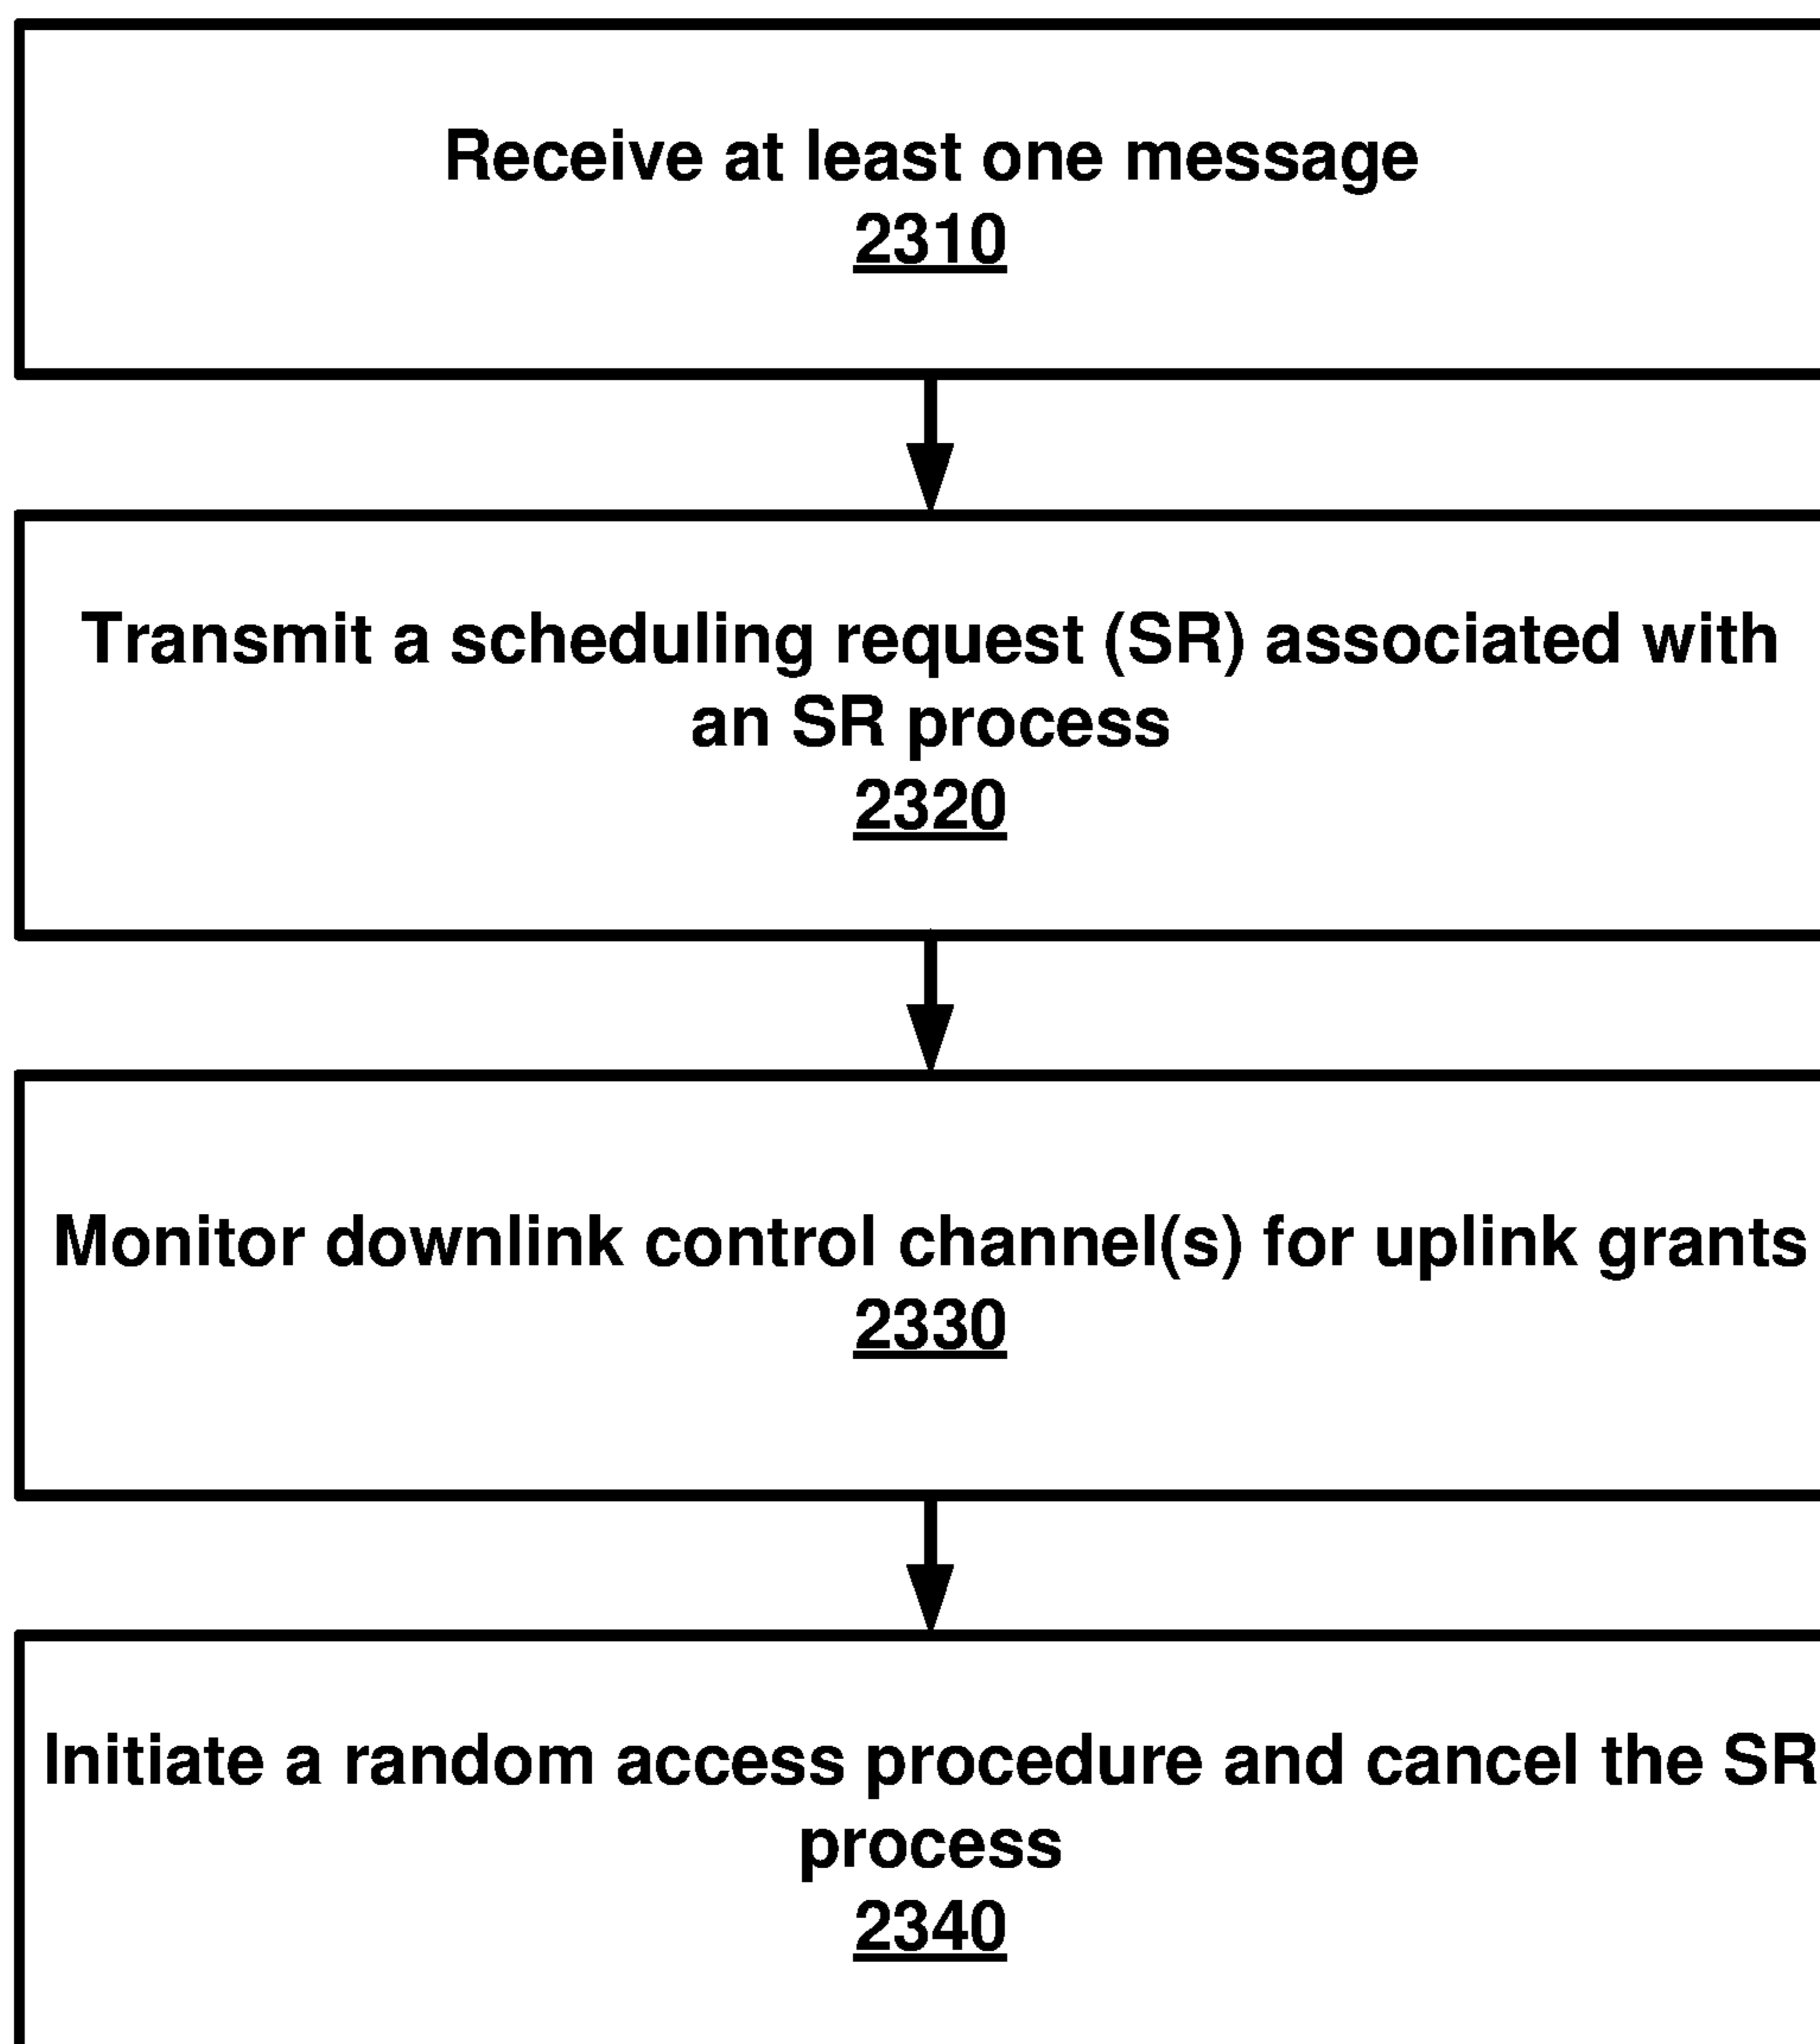 Receive at least one message
2310
Transmit a scheduling request (SR) associated with
an SR process
2320
Monitor downlink control channel(s) for uplink grants
2330
Initiate a random access procedure and cancel the SR
process
2340